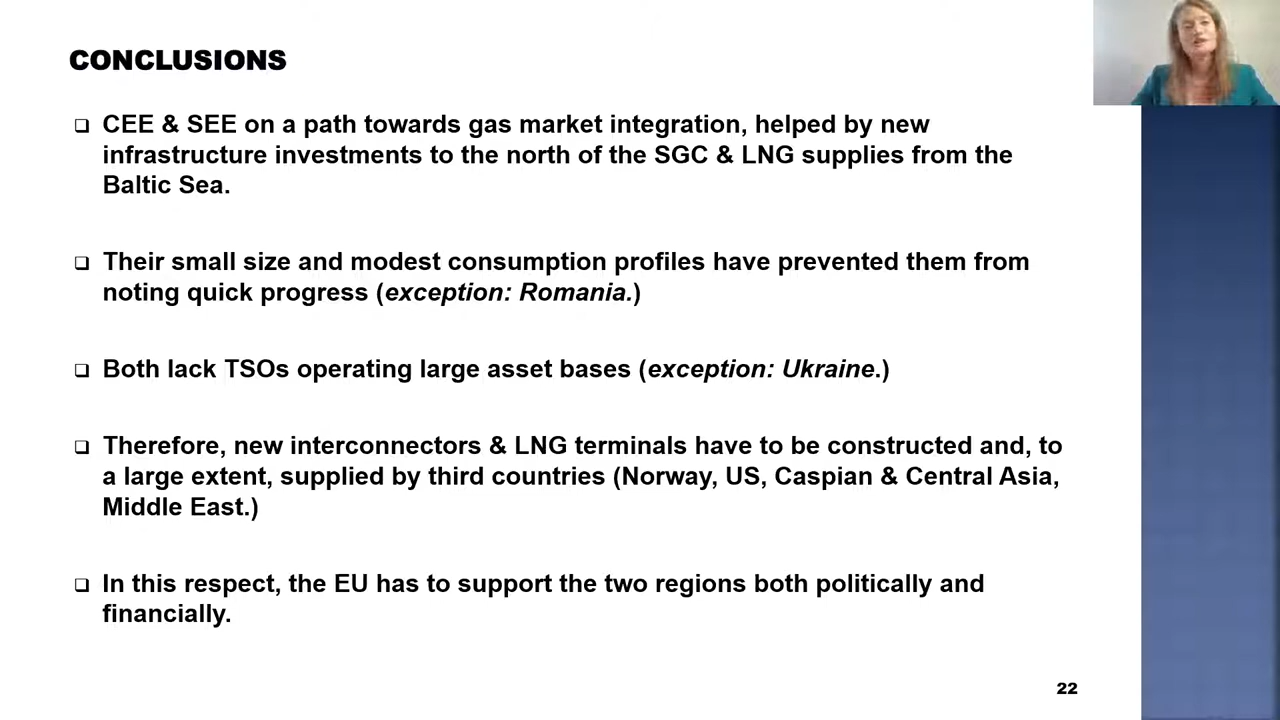 CONCLUSIONS
❑ CEE & SEE on a path towards gas market integration, helped by new
infrastructure investments to the north of the SGC & LNG supplies from the
Baltic Sea.
❑ Their small size and modest consumption profiles have prevented them from
noting quick progress (exception: Romania.)
❑ Both lack TSOs operating large asset bases (exception: Ukraine.)
❑ Therefore, new interconnectors & LNG terminals have to be constructed and, to
a large extent, supplied by third countries (Norway, US, Caspian & Central Asia,
Middle East.)
❑ In this respect, the EU has to support the two regions both politically and
financially.
22